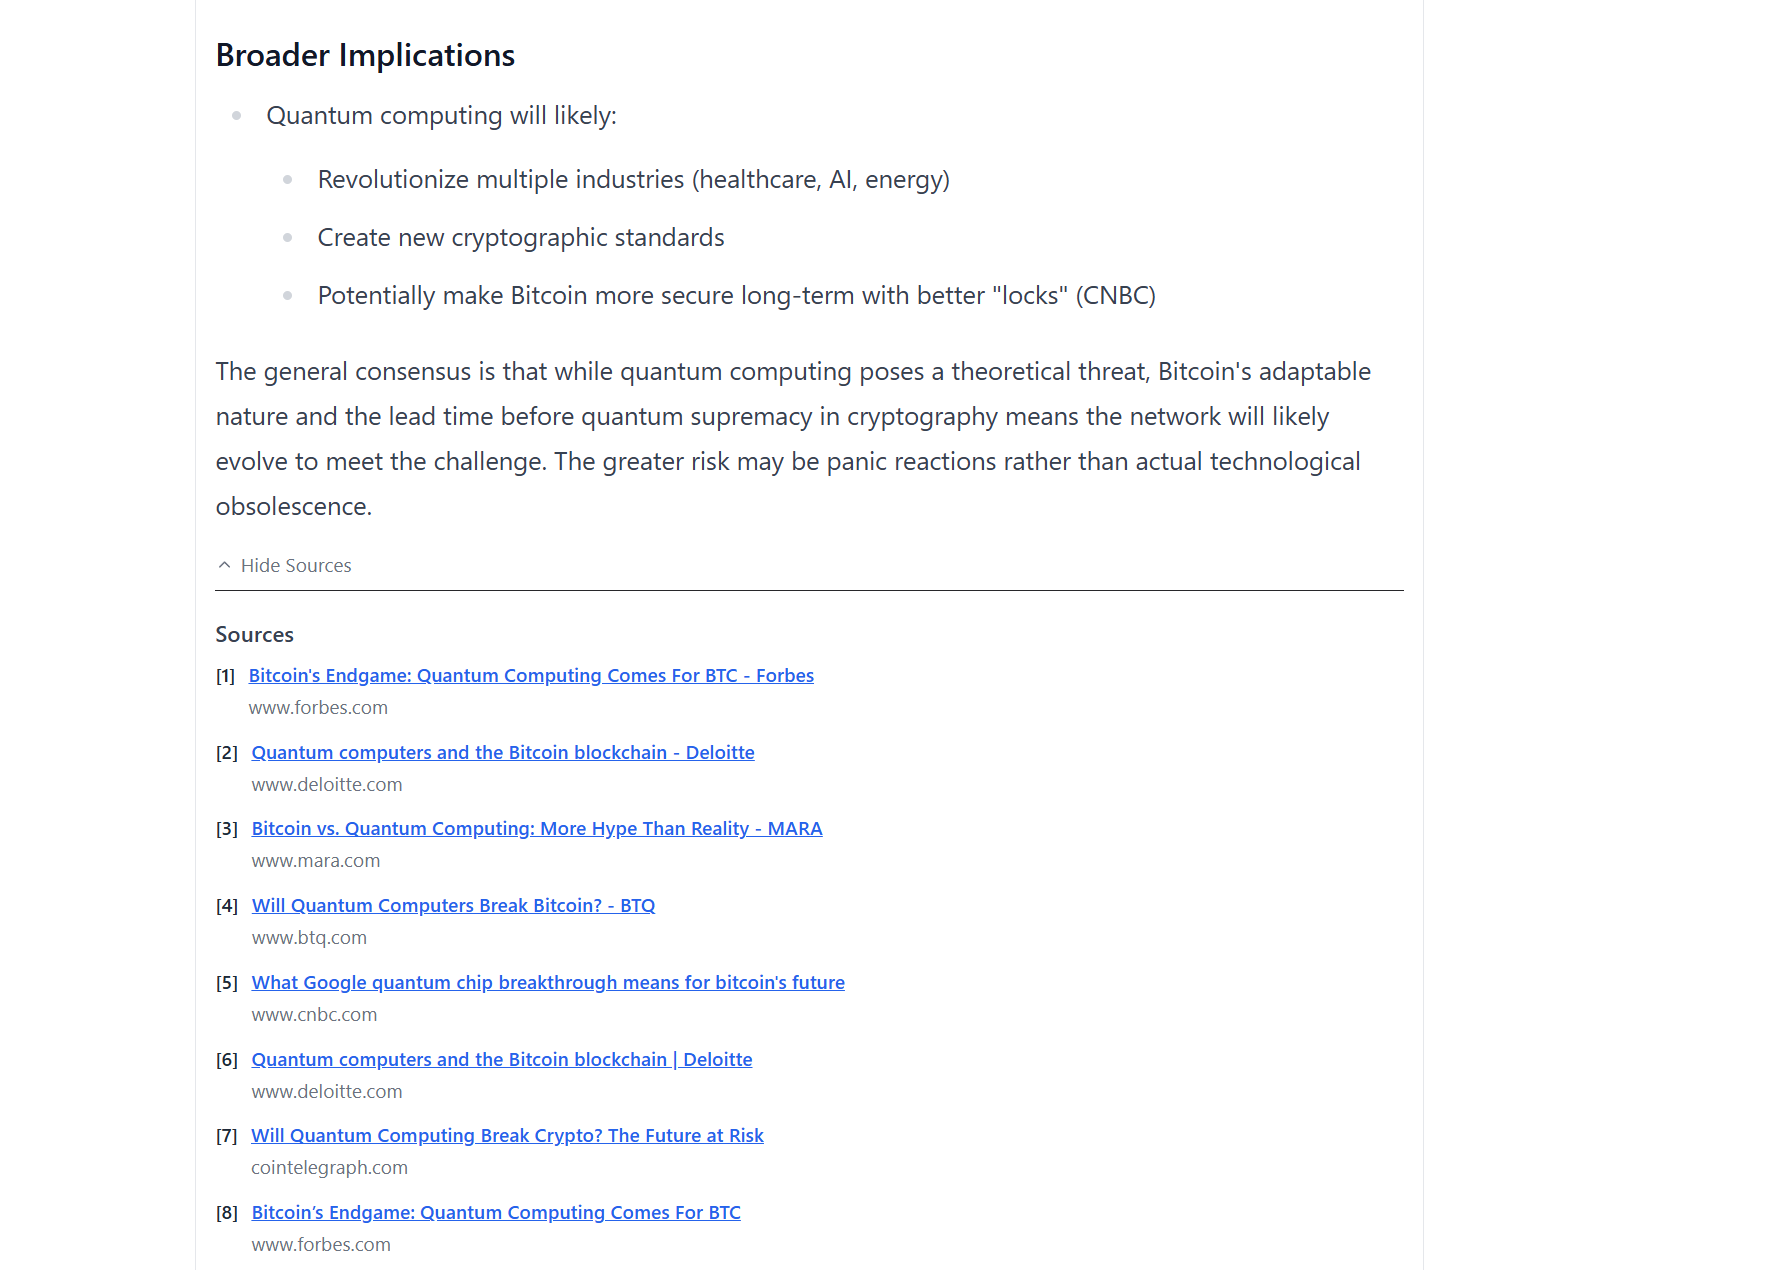 Broader Implications
Quantum computing will likely:
Revolutionize multiple industries (healthcare, AI, energy)
Create new cryptographic standards
Potentially make Bitcoin more secure long-term with better "locks" (CNBC)
The general consensus is that while quantum computing poses a theoretical threat, Bitcoin's adaptable
nature and the lead time before quantum supremacy in cryptography means the network will likely
evolve to meet the challenge. The greater risk may be panic reactions rather than actual technological
obsolescence.
Hide Sources
Sources
[1] Bitcoin's Endgame: Quantum Computing Comes For BTC - Forbes
www.forbes.com
[2] Quantum computers and the Bitcoin blockchain - Deloitte
www.deloitte.com
[3] Bitcoin vs. Quantum Computing: More Hype Than Reality - MARA
www.mara.com
[4] Will Quantum Computers Break Bitcoin? - BTQ
www.btq.com
[5] What Google quantum chip breakthrough means for bitcoin's future
www.cnbc.com
[6] Quantum computers and the Bitcoin blockchain | Deloitte
www.deloitte.com
[7] Will Quantum Computing Break Crypto? The Future at Risk
cointelegraph.com
[8] Bitcoin’s Endgame: Quantum Computing Comes For BTC
www.forbes.com